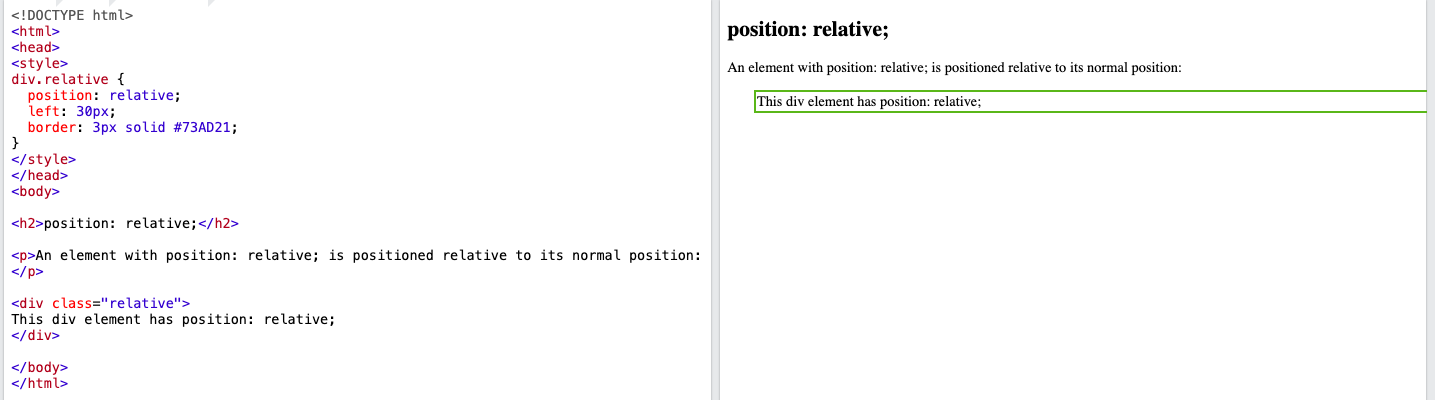 <!DOCTYPE html>
<html>
<head>
<style>
div.relative {
  position: relative;
  left: 30px;
  border: 3px solid #73AD21;
}
</style>
</head>
<body>

<h2>position: relative;</h2>

<p>An element with position: relative; is positioned relative to its normal position:
</p>

<div class="relative">
This div element has position: relative;
</div>

</body>
</html>
position: relative;
An element with position: relative; is positioned relative to its normal position:
This div element has position: relative;